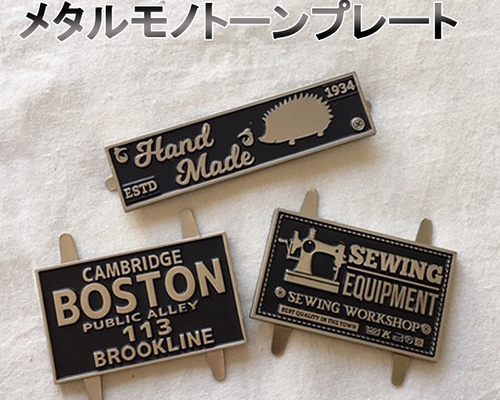 メタルモノトーンプレート
1934
Hand
Made
ESTD
CAMBRIDGE
BOSTON
PUBLIC ALLEY
113
BROOKLINE
SEWING
EQUIPMENT
SEWING WORKSHOP
BEST QUALITY IN THE TOWN